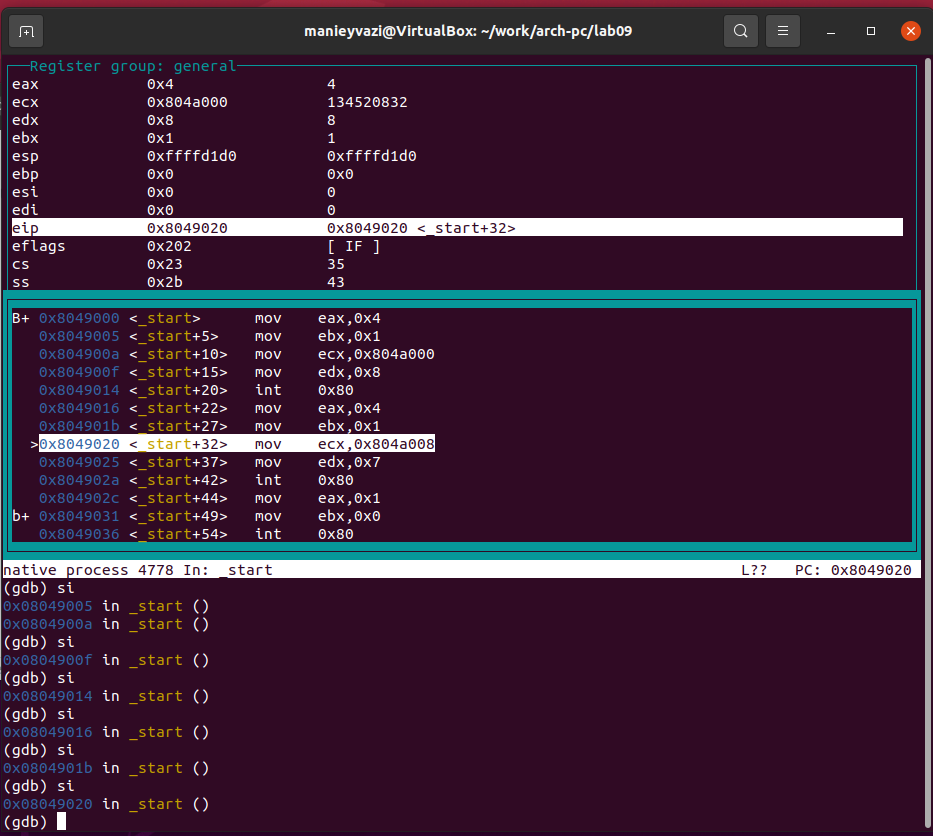 manieyvazi@VirtualBox: ~/work/arch-pc/lab09
Register group: general
eax 0x4 4
ecx 0x804a000 134520832
edx 0x8 8
ebx 0x1 1
esp 0xffffd1d0 0xffffd1d0
ebp 0x0 0x0
esi 0x0 0
edi 0x0 0
eip 0x8049020 0x8049020 <_start+32>
eflags 0x202 [ IF ]
cs 0x23 35
ss 0x2b 43
B+ 0x8049000 <_start> mov eax,0x4
0x8049005 <_start+5> mov ebx,0x1
0x804900a <_start+10> mov ecx,0x804a000
0x804900f <_start+15> mov edx,0x8
0x8049014 <_start+20> int 0x80
0x8049016 <_start+22> mov eax,0x4
0x804901b <_start+27> mov ebx,0x1
>0x8049020 <_start+32> mov ecx,0x804a008
0x8049025 <_start+37> mov edx,0x7
0x804902a <_start+42> int 0x80
0x804902c <_start+44> mov eax,0x1
b+ 0x8049031 <_start+49> mov ebx,0x0
0x8049036 <_start+54> int 0x80
native process 4778 In: _start L?? PC: 0x8049020
(gdb) si
0x08049005 in _start ()
0x0804900a in _start ()
(gdb) si
0x0804900f in _start ()
(gdb) si
0x08049014 in _start ()
(gdb) si
0x08049016 in _start ()
(gdb) si
0x0804901b in _start ()
(gdb) si
0x08049020 in _start ()
(gdb)